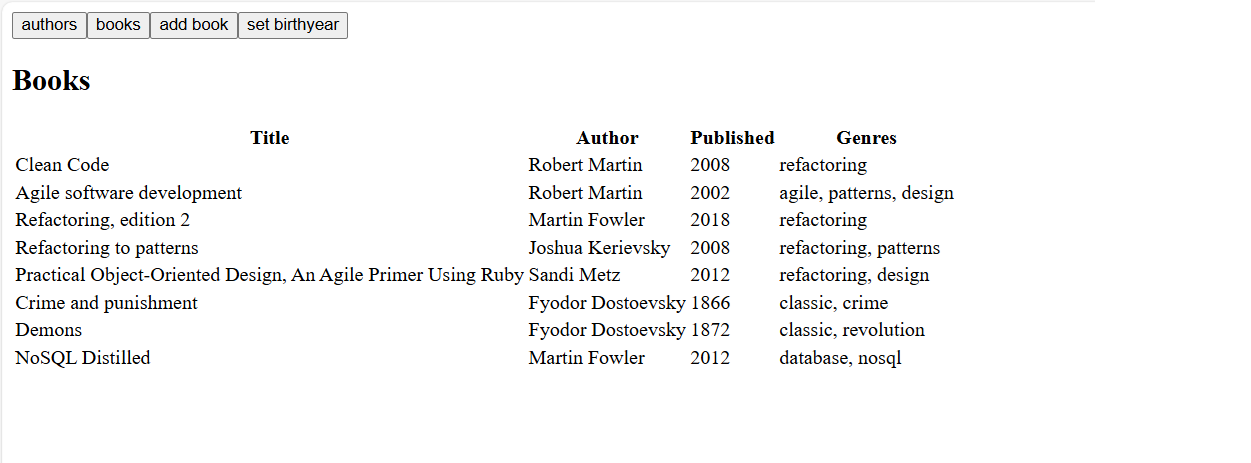 authors books add book set birthyear
Books
Title Author Published Genres
Clean Code Robert Martin 2008 refactoring
Agile software development Robert Martin 2002 agile, patterns, design
Refactoring, edition 2 Martin Fowler 2018 refactoring
Refactoring to patterns Joshua Kerievsky 2008 refactoring, patterns
Practical Object-Oriented Design, An Agile Primer Using Ruby Sandi Metz 2012 refactoring, design
Crime and punishment Fyodor Dostoevsky 1866 classic, crime
Demons Fyodor Dostoevsky 1872 classic, revolution
NoSQL Distilled Martin Fowler 2012 database, nosql